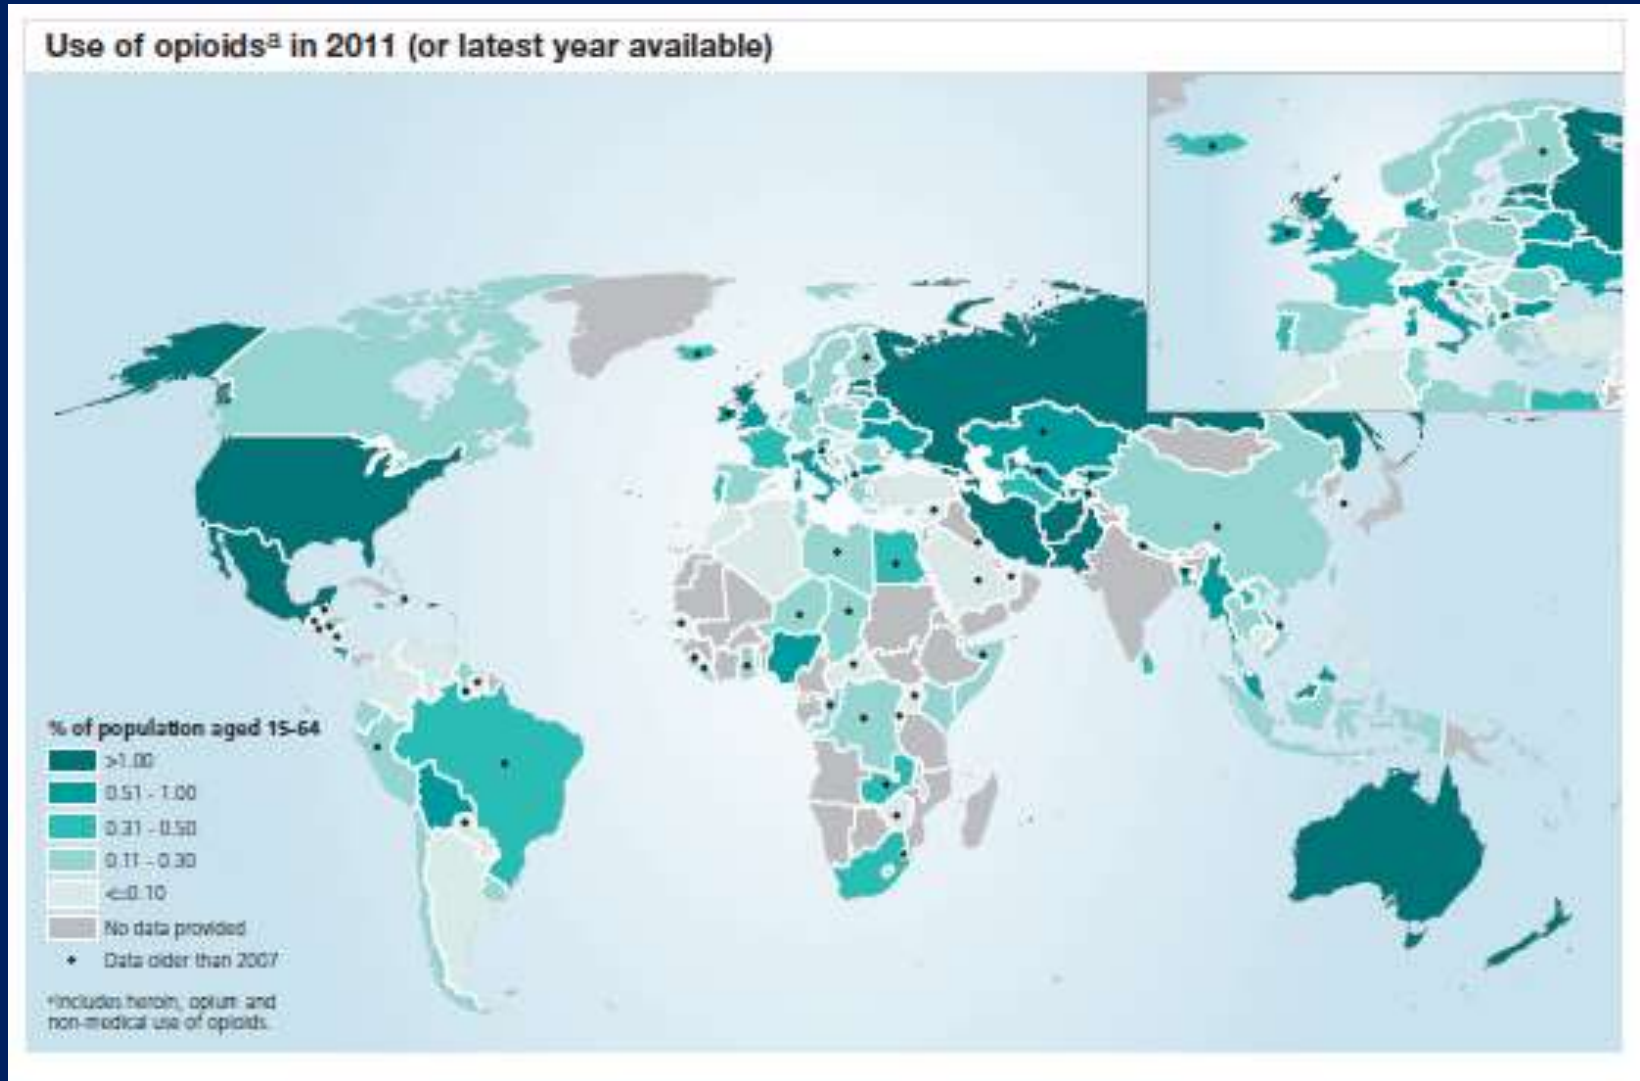 Use of opioidsª in 2011 (or latest year available)
% of population aged 15-64
>1.00
0.51 - 1.00
0.31 - 0.50
0.11 - 0.30
<=0.10
No data provided
Data older than 2007
ªIncludes heroin, opium and
non-medical use of opioids.